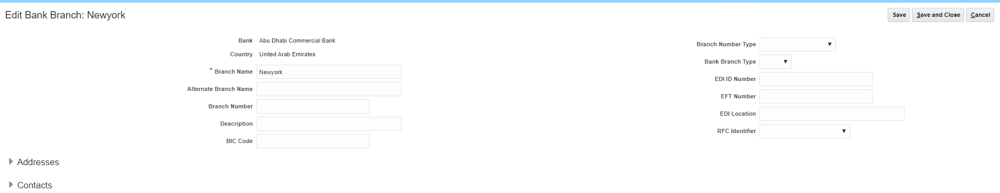 Edit Bank Branch: Newyork
Save
Save and Close
Cancel
Bank Abu Dhabi Commercial Bank
Country United Arab Emirates
* Branch Name Newyork
Alternate Branch Name
Branch Number
Description
BIC Code
Branch Number Type
Bank Branch Type
EDI ID Number
EFT Number
EDI Location
RFC Identifier
Addresses
Contacts